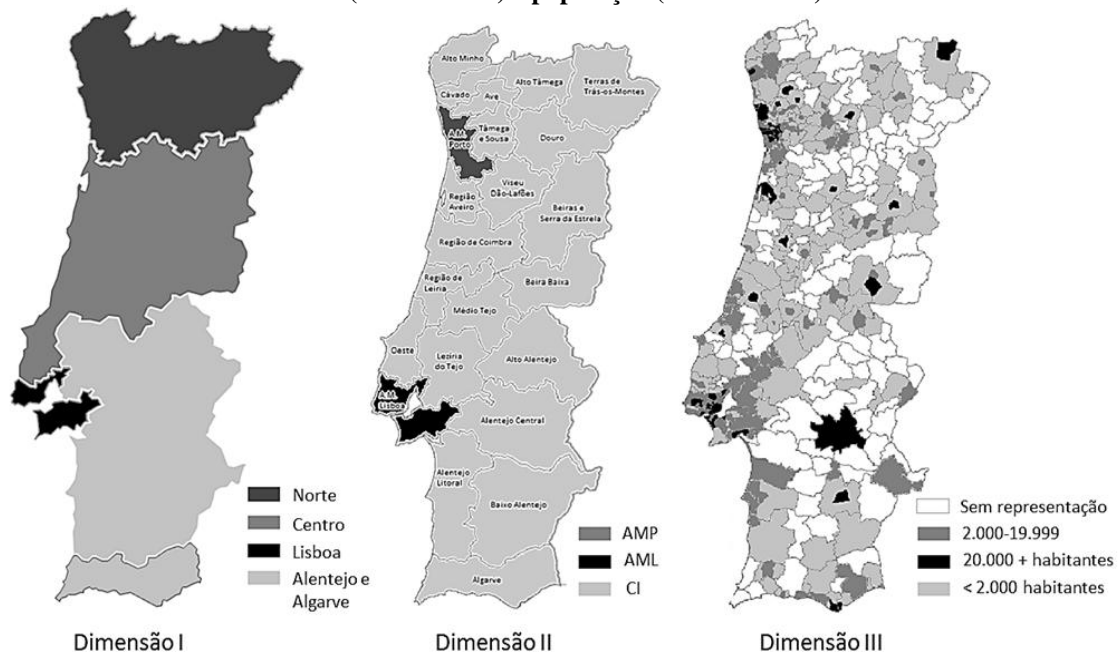 Alto Minho
Alto Tâmega
Terras de
Trás-os-Montes
Cávado
Ave
A.M.
Porto
Tâmega
e Sousa
Douro
Viseu
Dão-Lafões
Região
Aveiro
Beiras e
Serra da Estrela
Região de Coimbra
Região de
Leiria
Beira Baixa
Médio Tejo
Oeste
Lezíria
do Tejo
Alto Alentejo
A.M.
Lisboa
Alentejo Central
Alentejo
Litoral
Baixo Alentejo
Algarve
Norte
Centro
Lisboa
Alentejo e
Algarve
AMP
AML
CI
Sem representação
2.000-19.999
20.000 + habitantes
< 2.000 habitantes
Dimensão I
Dimensão II
Dimensão III